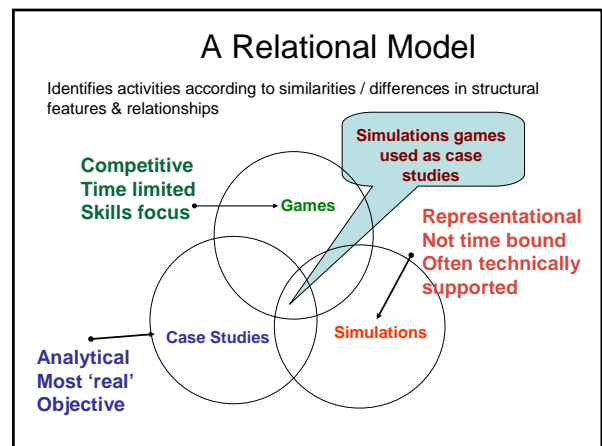 A Relational Model
Identifies activities according to similarities / differences in structural
features & relationships
Simulations games
used as case
studies
Competitive
Time limited
Skills focus
Games
Representational
Not time bound
Often technically
supported
Case Studies
Simulations
Analytical
Most ‘real’
Objective